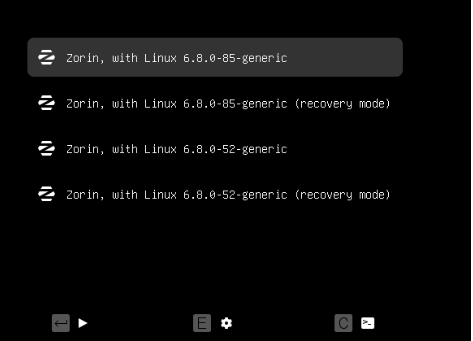 Zorin, with Linux 6.8.0-85-generic
Zorin, with Linux 6.8.0-85-generic (recovery mode)
Zorin, with Linux 6.8.0-52-generic
Zorin, with Linux 6.8.0-52-generic (recovery mode)
E C